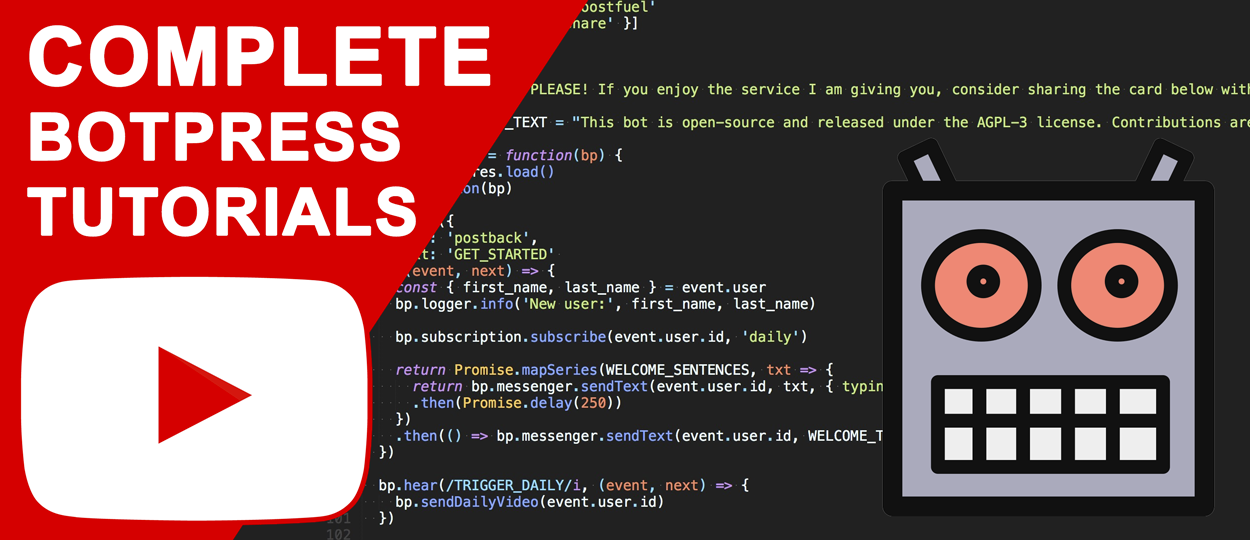 COMPLETE
BOTPRESS
TUTORIALS
oostfuel'
hare' }]
PLEASE! If you enjoy the service I am giving you, consider sharing the card below wit
_TEXT = "This bot is open-source and released under the AGPL-3 license. Contributions are
= function(bp) {
res.load()
on(bp)
({
: 'postback',
t: 'GET_STARTED'
(event, next) => {
const { first_name, last_name } = event.user
bp.logger.info('New user:', first_name, last_name)
bp.subscription.subscribe(event.user.id, 'daily')
return Promise.mapSeries(WELCOME_SENTENCES, txt => {
return bp.messenger.sendText(event.user.id, txt, { typin
.then(Promise.delay(250))
})
.then(() => bp.messenger.sendText(event.user.id, WELCOME_T
})
bp.hear(/TRIGGER_DAILY/i, (event, next) => {
bp.sendDailyVideo(event.user.id)
101 })
102